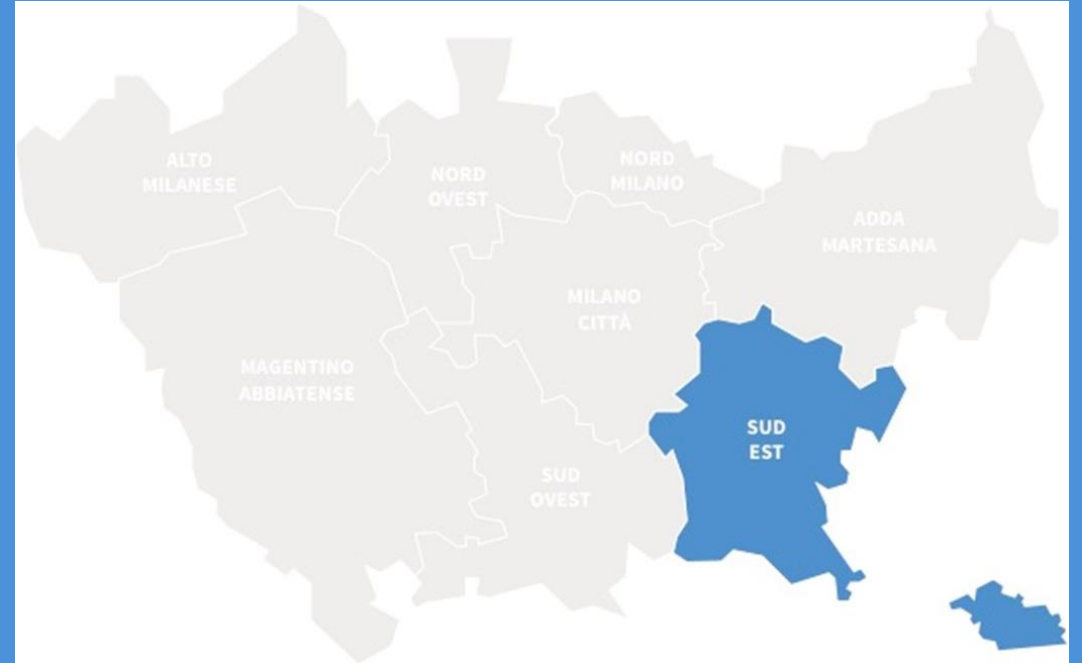 ALTO
MILANESE
NORD
OVEST
NORD
MILANO
ADDA
MARTESANA
MILANO
CITTÀ
MAGENTINO
ABBIATENSE
SUD
EST
SUD
OVEST